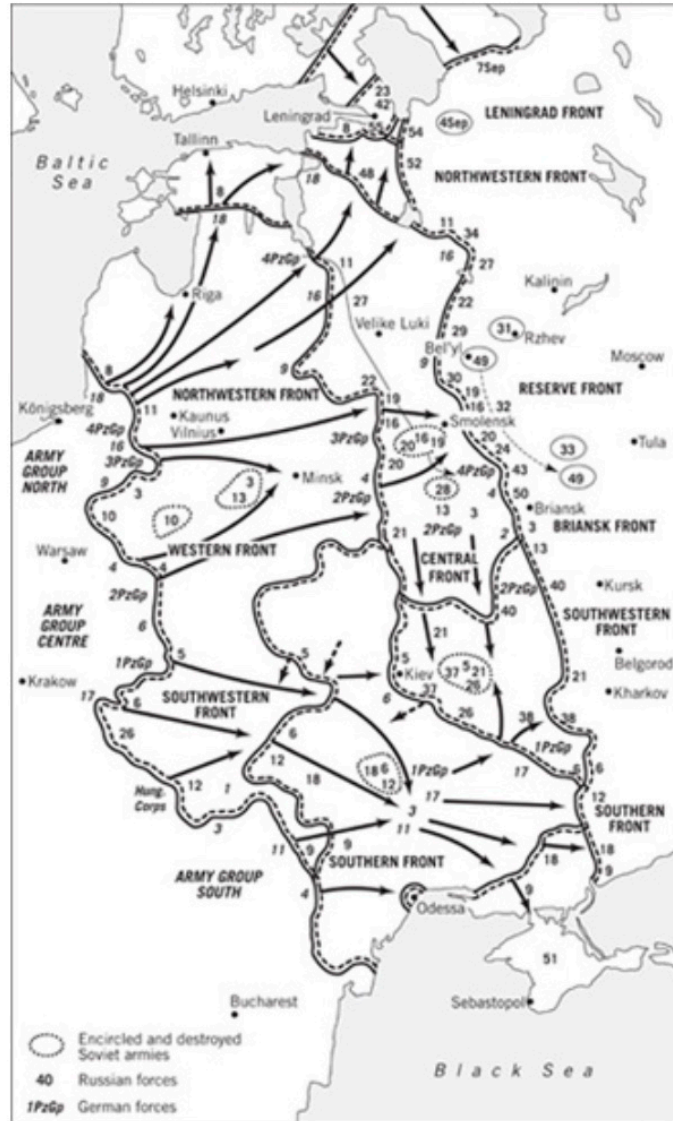 7Sep
Helsinki
23
42
Leningrad
LENINGRAD FRONT
4Sep
8
55
54
Tallinn
52
Baltic
Sea
NORTHWESTERN FRONT
18
48
8
18
11
34
4PzGp
11
16
27
Kalinin
Riga
16
27
22
Velike Luki
29
31
Rzhev
Bel'yl
49
8
9
9
Moscow
18
NORTHWESTERN FRONT
22
30
RESERVE FRONT
11
19
19
Königsberg
Kaunus
16
16
32
4PzGp
Vilnius
Smolensk
16
3PzGp
20
16
19
20
33
Tula
ARMY
GROUP
NORTH
3PzGp
20
4PzGp
24
43
49
9
3
3
13
Minsk
4
28
4
50
10
10
2PzGp
13
3
Briansk
WESTERN FRONT
2PzGp
3
BRIANSK FRONT
Warsaw
21
2
13
4
4
CENTRAL
FRONT
2PzGp
2PzGp
40
Kursk
ARMY
GROUP
CENTRE
6
40
SOUTHWESTERN
FRONT
21
5
5
5
5
21
Belgorod
1PzGp
37
26
Kiev
21
Krakow
17
6
SOUTHWESTERN
FRONT
6
37
Kharkov
26
6
26
38
38
12
18
18
6
12
1PzGp
1PzGp
Hung.
Corps
12
1
17
17
6
6
3
3
12
11
11
SOUTHERN
FRONT
9
9
SOUTHERN FRONT
18
18
ARMY GROUP
SOUTH
4
9
9
Odessa
51
Bucharest
Sebastopol
Encircled and destroyed
Soviet armies
40 Russian forces
1PzGp German forces
Black Sea